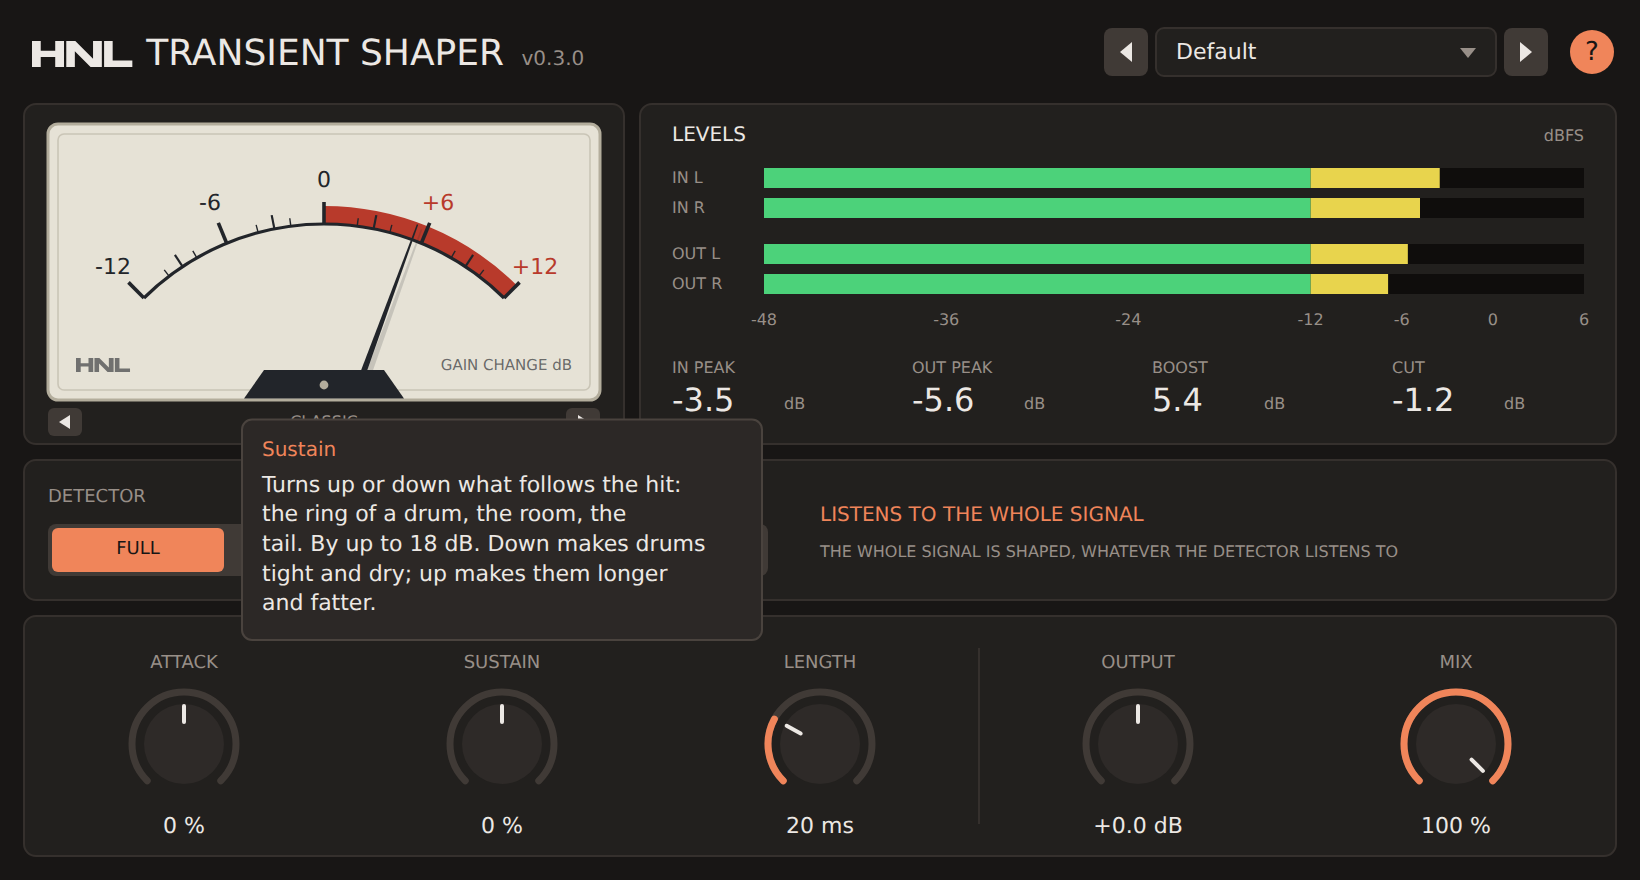 HNL TRANSIENT SHAPER v0.3.0
Default
?
0
-6
+6
-12
+12
HNL
GAIN CHANGE dB
LEVELS
dBFS
IN L
IN R
OUT L
OUT R
-48 -36 -24 -12 -6 0 6
IN PEAK OUT PEAK BOOST CUT
-3.5 dB -5.6 dB 5.4 dB -1.2 dB
Sustain
Turns up or down what follows the hit:
the ring of a drum, the room, the
tail. By up to 18 dB. Down makes drums
tight and dry; up makes them longer
and fatter.
DETECTOR
FULL
LISTENS TO THE WHOLE SIGNAL
THE WHOLE SIGNAL IS SHAPED, WHATEVER THE DETECTOR LISTENS TO
ATTACK SUSTAIN LENGTH OUTPUT MIX
0 % 0 % 20 ms +0.0 dB 100 %